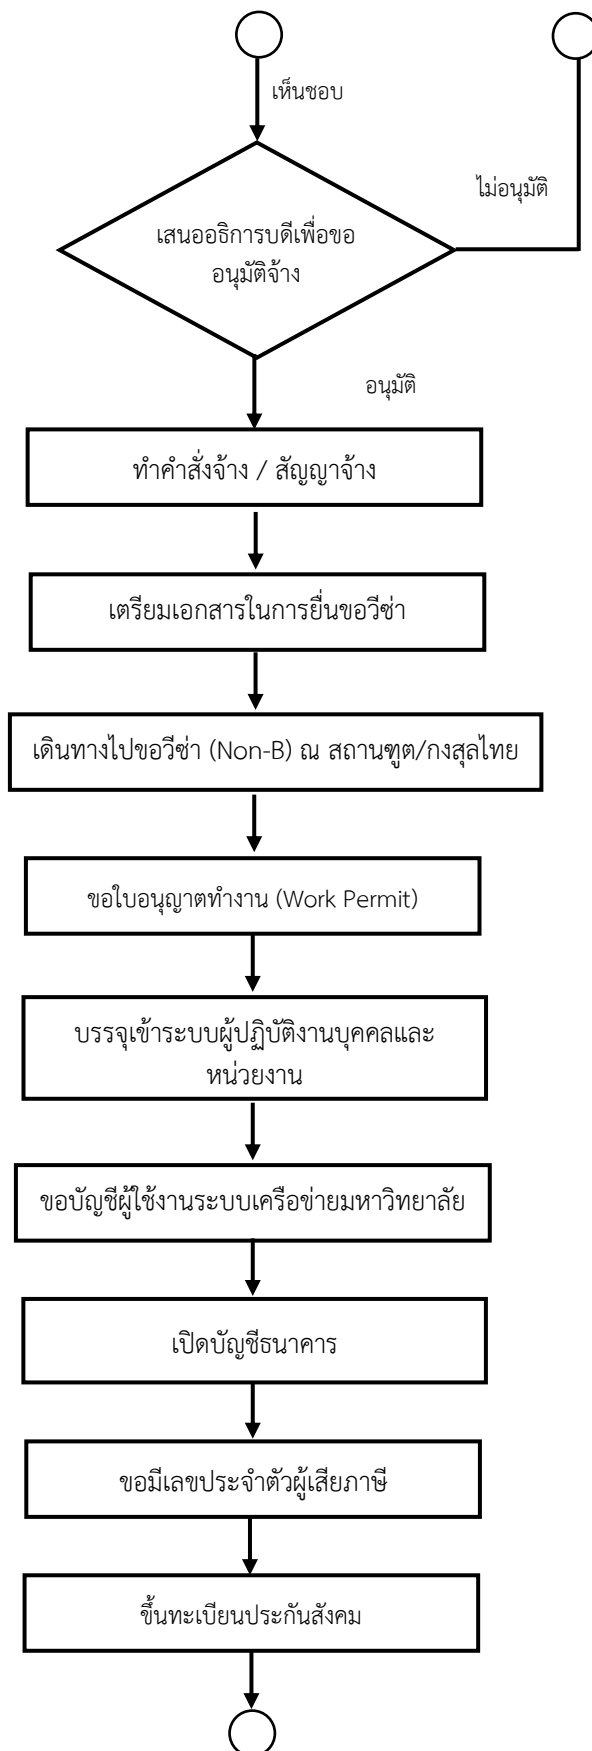 เห็นชอบ
ไม่อนุมัติ
เสนออธิการบดีเพื่อขอ
อนุมัติจ้าง
อนุมัติ
ทำคำสั่งจ้าง / สัญญาจ้าง
เตรียมเอกสารในการยื่นขอวีซ่า
เดินทางไปขอวีซ่า (Non-B) ณ สถานฑูต/กงสุลไทย
ขอใบอนุญาตทำงาน (Work Permit)
บรรจุเข้าระบบผู้ปฏิบัติงานบุคคลและ
หน่วยงาน
ขอบัญชีผู้ใช้งานระบบเครือข่ายมหาวิทยาลัย
เปิดบัญชีธนาคาร
ขอมีเลขประจำตัวผู้เสียภาษี
ขึ้นทะเบียนประกันสังคม